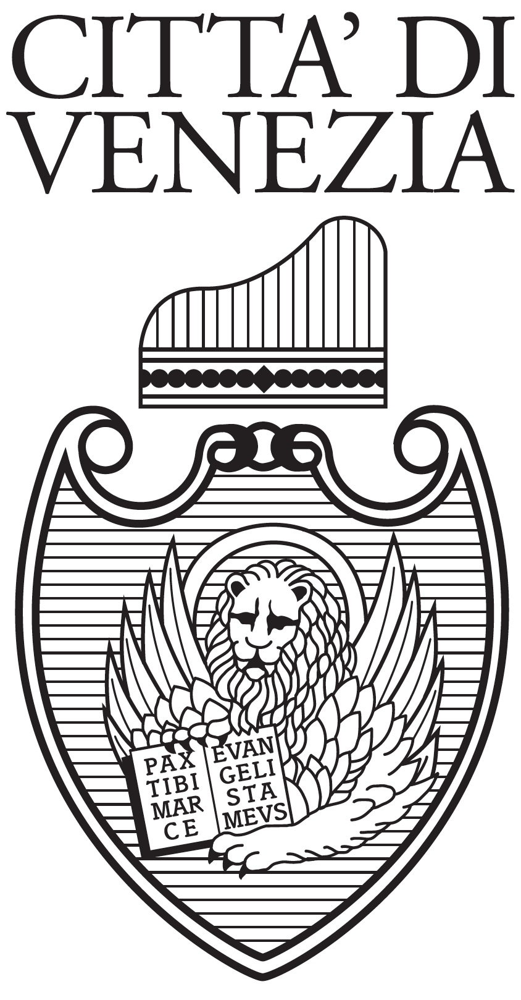 CITTA’ DI
VENEZIA
PAX
TIBI
MAR
CE
EVAN
GELI
STA
MEVS